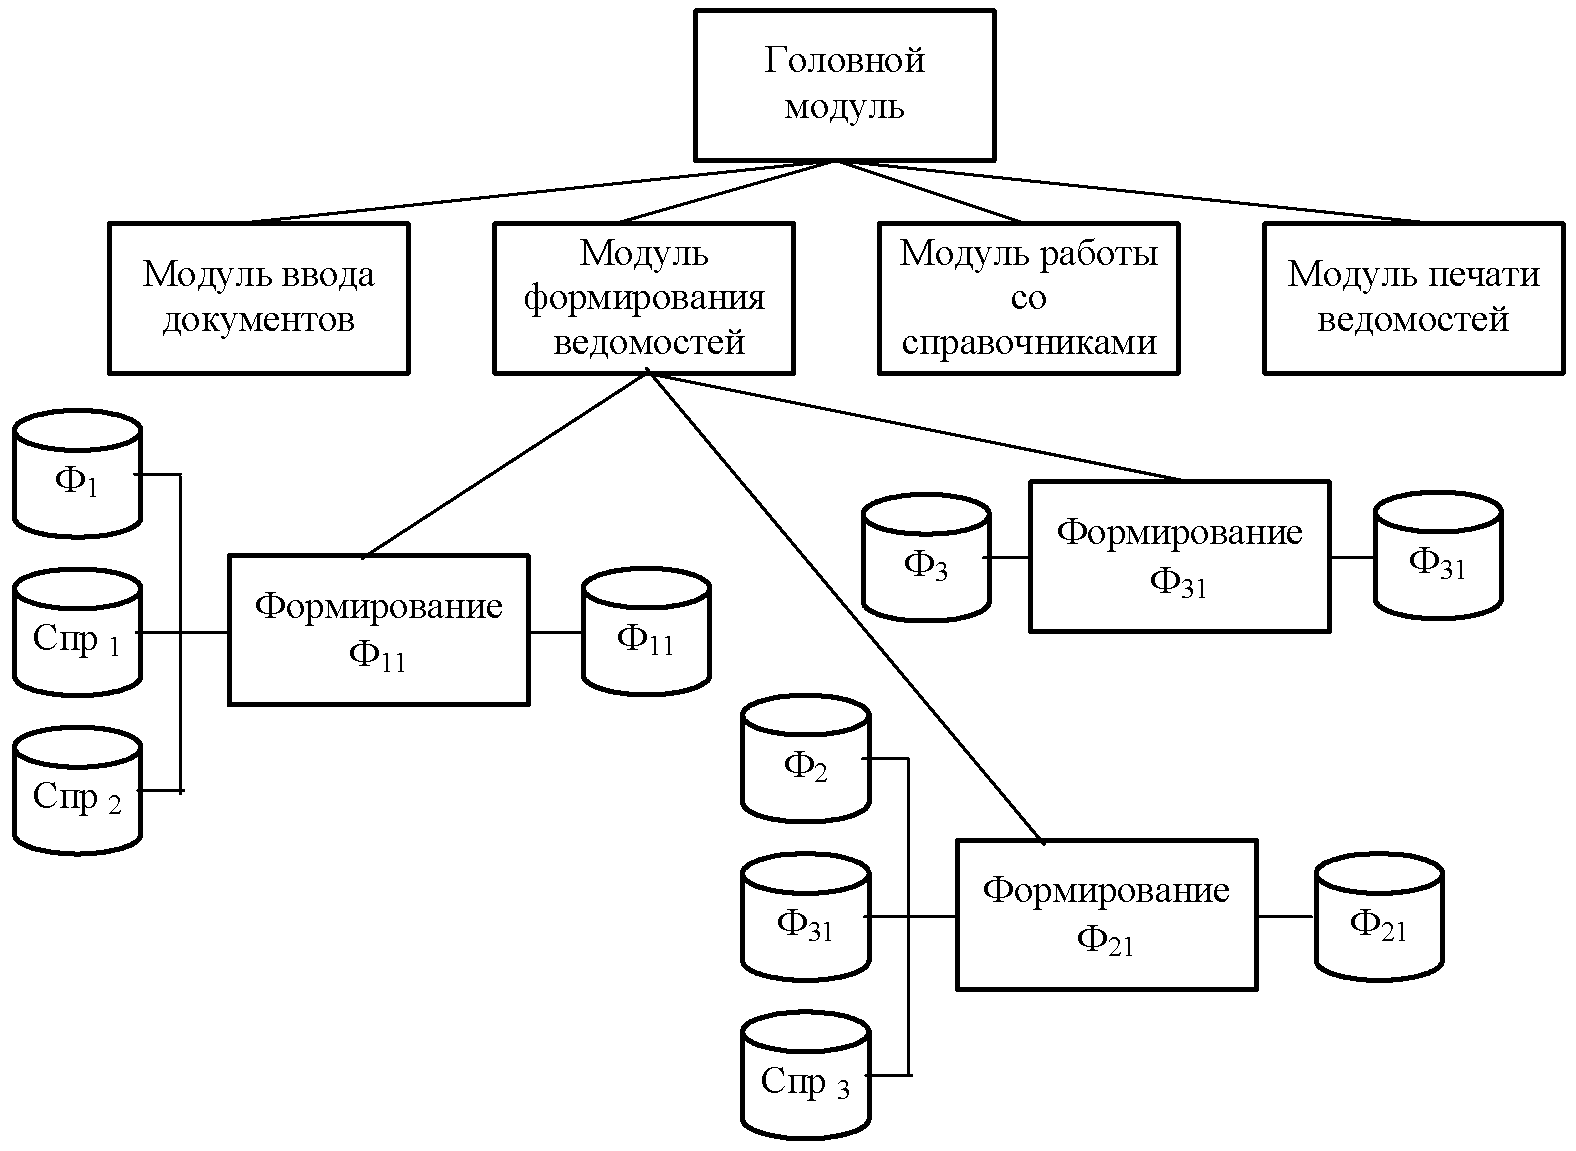 Головной
модуль
Модуль ввода
документов
Модуль
формирования
ведомостей
Модуль работы
со
справочниками
Модуль печати
ведомостей
Ф1
Спр 1
Спр 2
Формирование
Ф11
Ф11
Ф3
Формирование
Ф31
Ф31
Ф2
Ф31
Спр 3
Формирование
Ф21
Ф21